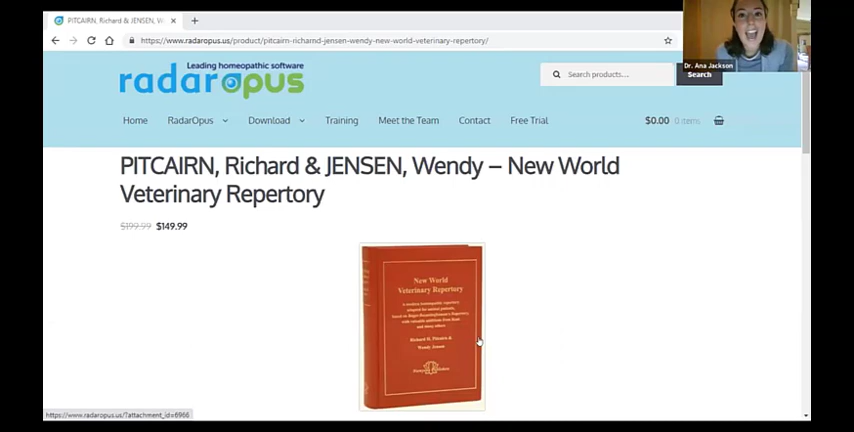 PITCAIRN, Richard & JENSEN, W
https://www.radaropus.us/product/pitcairn-richarnd-jensen-wendy-new-world-veterinary-repertory/
Dr. Ana Jackson
Leading homeopathic software
radaropus
Search products...
Search
Home
RadarOpus
Download
Training
Meet the Team
Contact
Free Trial
$0.00 0 items
PITCAIRN, Richard & JENSEN, Wendy – New World
Veterinary Repertory
$199.99 $149.99
New World
Veterinary Repertory
Richard H. Pitcairn &
Wendy Jensen
https://www.radaropus.us/?attachment_id=6966